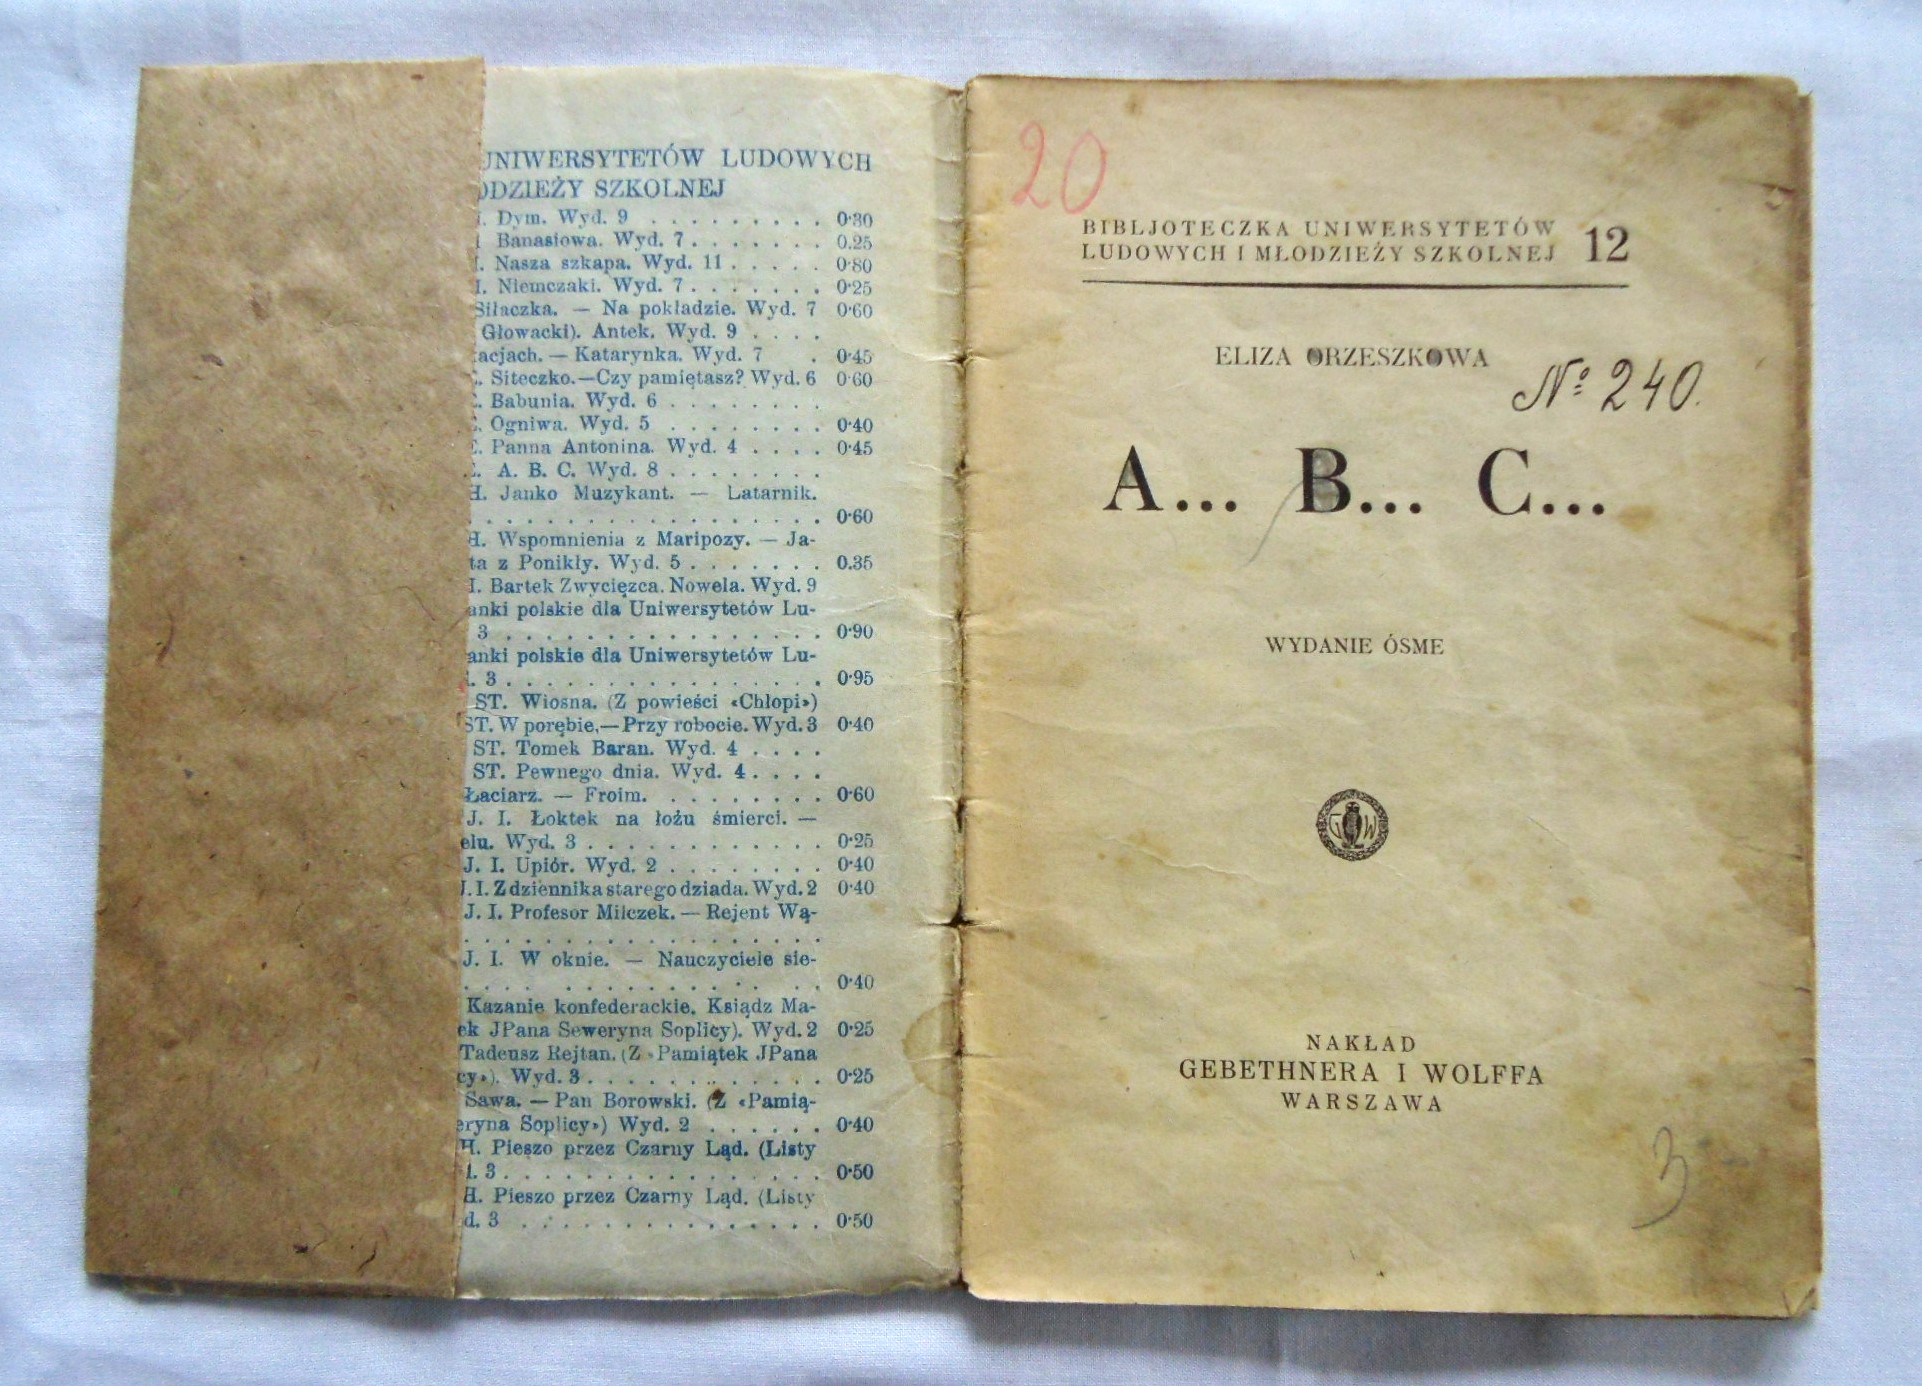 UNIWERSYTETÓW LUDOWYCH
ODZIEŻY SZKOLNEJ
Dym. Wyd. 9 . . . . . . . . . 0·30
Banasiowa. Wyd. 7 . . . . . . . 0.25
I. Nasza szkapa. Wyd. 11 . . . . . 0·80
I. Niemczaki. Wyd. 7 . . . . . . . 0·25
Siłaczka. — Na pokładzie. Wyd. 7 0·60
Głowacki). Antek. Wyd. 9 . . . .
acjach. — Katarynka. Wyd. 7 . 0·45
E. Siteczko.—Czy pamiętasz? Wyd. 6 0·60
E. Babunia. Wyd. 6 . . . . . . . .
E. Ogniwa. Wyd. 5 . . . . . . . . 0·40
E. Panna Antonina. Wyd. 4 . . . . 0·45
E. A. B. C. Wyd. 8 . . . . . . . .
H. Janko Muzykant. — Latarnik.
. . . . . . . . . . . . . . . . . . 0·60
H. Wspomnienia z Maripozy. — Ja-
ta z Ponikły. Wyd. 5 . . . . . . . 0.35
I. Bartek Zwycięzca. Nowela. Wyd. 9
anki polskie dla Uniwersytetów Lu-
3 . . . . . . . . . . . . . . . . 0·90
anki polskie dla Uniwersytetów Lu-
. 3 . . . . . . . . . . . . . . . . 0·95
ST. Wiosna. (Z powieści «Chłopi»)
ST. W porębie.—Przy robocie. Wyd. 3 0·40
ST. Tomek Baran. Wyd. 4 . . . .
ST. Pewnego dnia. Wyd. 4 . . . .
Łaciarz. — Froim. . . . . . . . . 0·60
J. I. Łoktek na łożu śmierci. —
elu. Wyd. 3 . . . . . . . . . . . . 0·25
J. I. Upiór. Wyd. 2 . . . . . . . . 0·40
J. I. Z dziennika starego dziada. Wyd. 2 0·40
J. I. Profesor Milczek. — Rejent Wą-
. . . . . . . . . . . . . . . . . .
J. I. W oknie. — Nauczyciele sie-
. . . . . . . . . . . . . . . . . 0·40
Kazanie konfederackie. Ksiądz Ma-
ek JPana Seweryna Soplicy). Wyd. 2 0·25
Tadeusz Rejtan. (Z «Pamiątek JPana
cy»). Wyd. 3 . . . . . . . . . . . . 0·25
Sawa. — Pan Borowski. (Z «Pamią-
eryna Soplicy») Wyd. 2 . . . . . . 0·40
H. Pieszo przez Czarny Ląd. (Listy
d. 3 . . . . . . . . . . . . . . . . 0·50
H. Pieszo przez Czarny Ląd. (Listy
d. 3 . . . . . . . . . . . . . . . 0·50
20
BIBLJOTECZKA UNIWERSYTETÓW
LUDOWYCH I MŁODZIEŻY SZKOLNEJ 12
ELIZA ORZESZKOWA
№ 240.
A... B... C...
WYDANIE ÓSME
G W
NAKŁAD
GEBETHNERA I WOLFFA
WARSZAWA
3